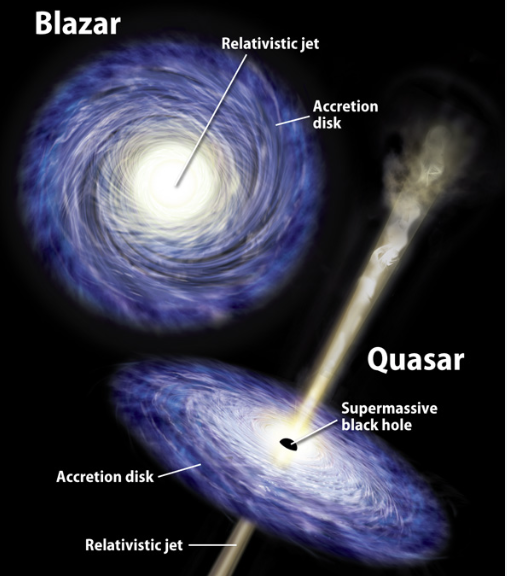 Blazar
Relativistic jet
Accretion
disk
Quasar
Supermassive
black hole
Accretion disk
Relativistic jet